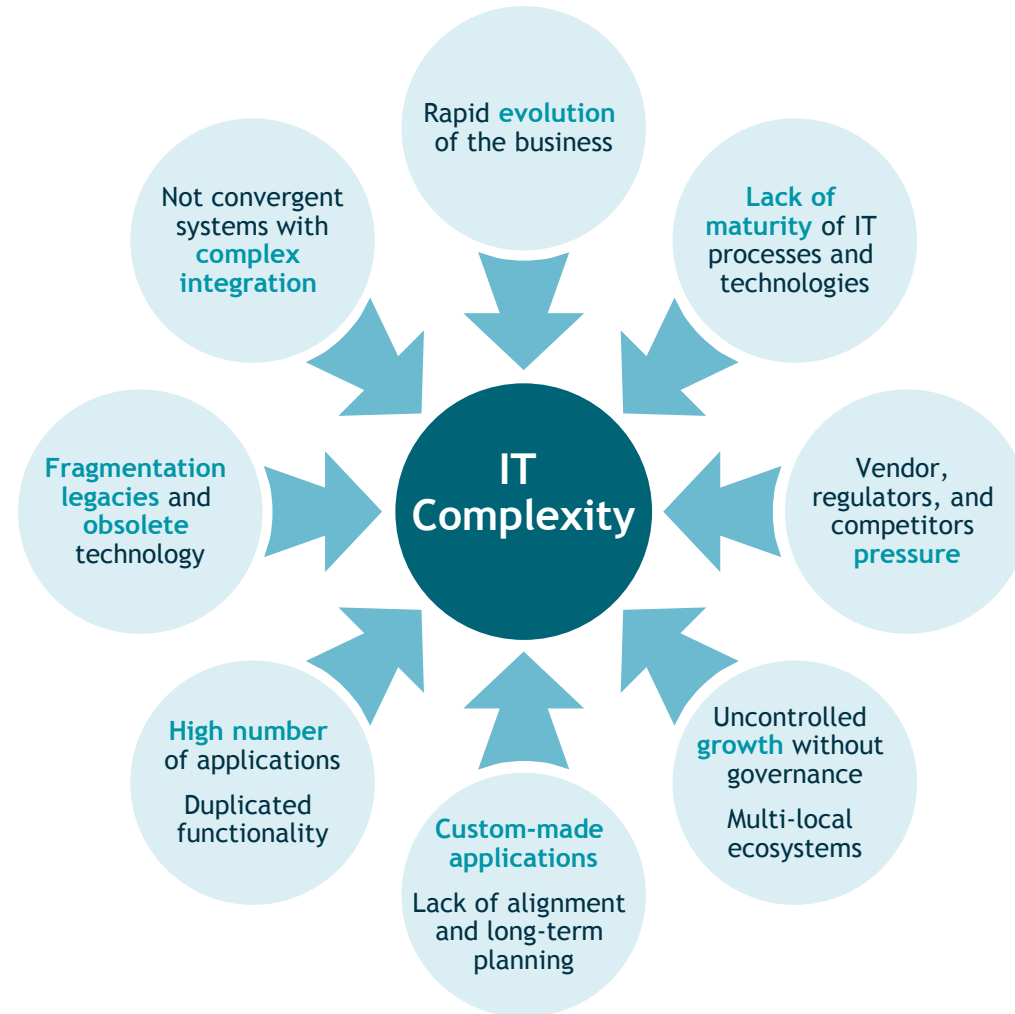 Rapid evolution
of the business
Not convergent
systems with
complex
integration
Lack of
maturity of IT
processes and
technologies
Fragmentation
legacies and
obsolete
technology
IT
Complexity
Vendor,
regulators, and
competitors
pressure
High number
of applications
Duplicated
functionality
Custom-made
applications
Lack of alignment
and long-term
planning
Uncontrolled
growth without
governance
Multi-local
ecosystems